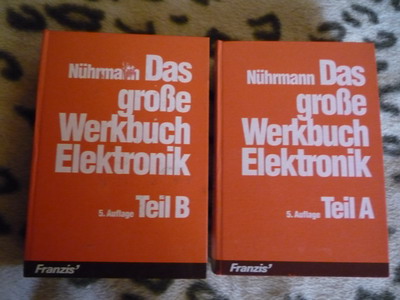 Nührmann Das
große
Werkbuch
Elektronik
5. Auflage Teil B
Franzis'
Nührmann Das
große
Werkbuch
Elektronik
5. Auflage Teil A
Franzis'